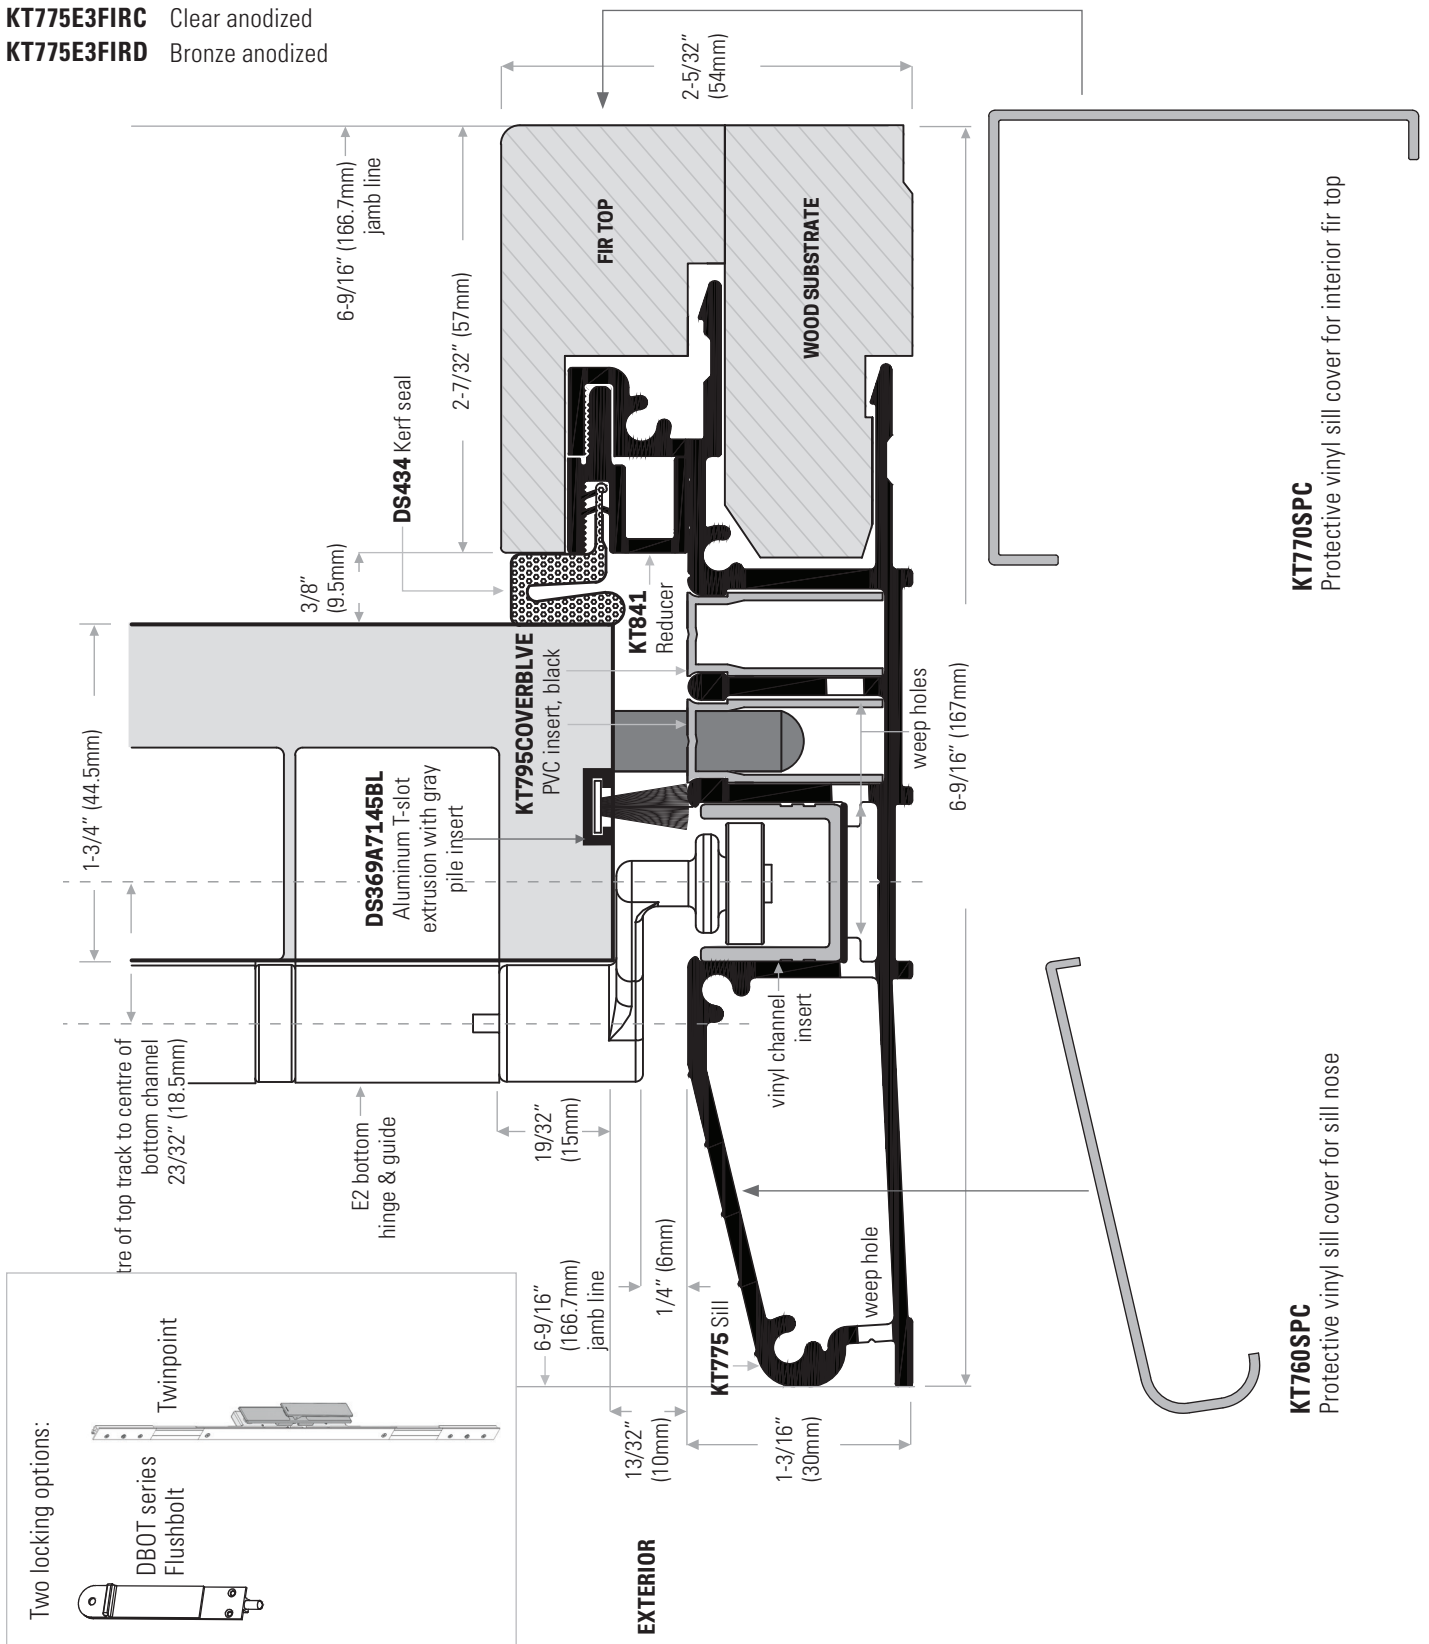 KT775E3FIRC Clear anodized
KT775E3FIRD Bronze anodized
2-5/32"
(54mm)
6-9/16" (166.7mm)
jamb line
2-7/32" (57mm)
FIR TOP
WOOD SUBSTRATE
DS434 Kerf seal
3/8"
(9.5mm)
KT841
Reducer
KT795COVERBLVE
PVC insert, black
1-3/4" (44.5mm)
DS369A7145BL
Aluminum T-slot
extrusion with gray
pile insert
weep holes
6-9/16" (167mm)
KT770SPC
Protective vinyl sill cover for interior fir top
tre of top track to centre of
bottom channel
23/32" (18.5mm)
E2 bottom
hinge & guide
19/32"
(15mm)
vinyl channel
insert
6-9/16"
(166.7mm)
jamb line
1/4" (6mm)
KT775 Sill
weep hole
13/32"
(10mm)
1-3/16"
(30mm)
KT760SPC
Protective vinyl sill cover for sill nose
Two locking options:
Twinpoint
DBOT series
Flushbolt
EXTERIOR